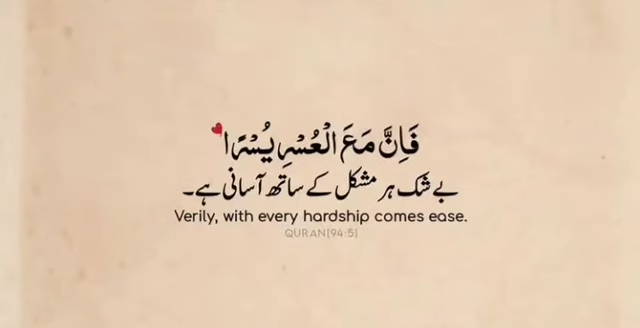 فَاِنَّ مَعَ الْعُسْرِ يُسْرًا
بے شک ہر مشکل کے ساتھ آسانی ہے۔
Verily, with every hardship comes ease.
QURAN[94:5]